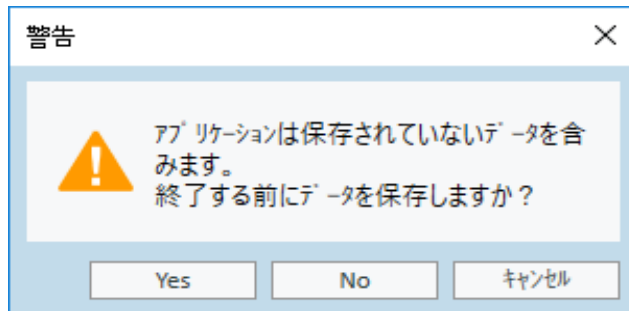 警告
ｱﾌﾟﾘｹｰｼｮﾝは保存されていないﾃﾞｰﾀを含
みます。
終了する前にﾃﾞｰﾀを保存しますか？
Yes
No
ｷｬﾝｾﾙ